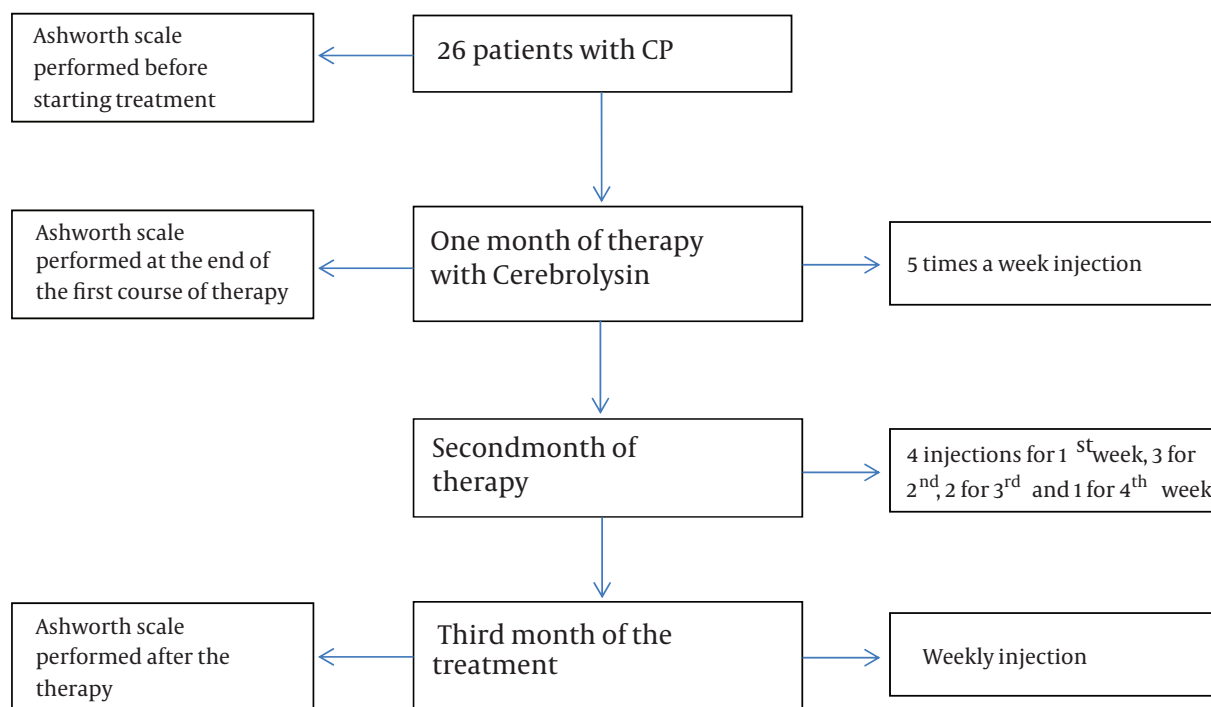 Ashworth scale
performed before
starting treatment
26 patients with CP
Ashworth scale
performed at the end of
the first course of therapy
One month of therapy
with Cerebrolysin
5 times a week injection
Secondmonth of
therapy
4 injections for 1 st week, 3 for
2nd, 2 for 3rd and 1 for 4th week
Ashworth scale
performed after the
therapy
Third month of the
treatment
Weekly injection